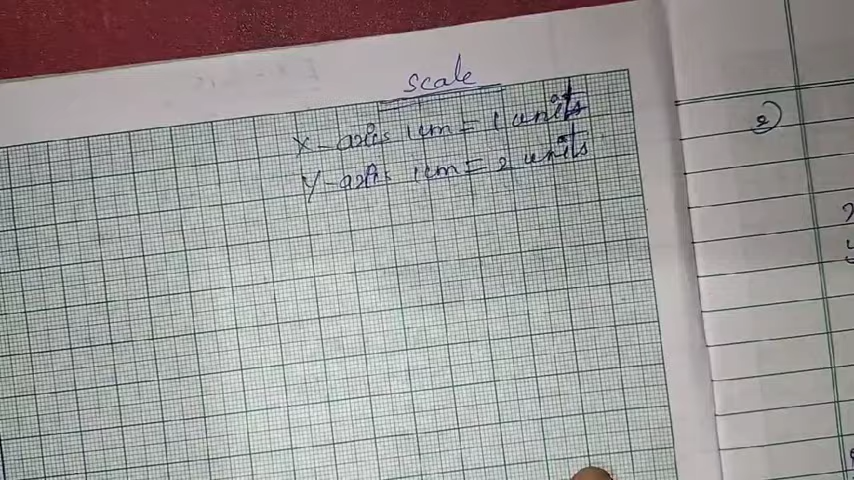 Scale
X-axis 1cm = 1 units
Y-axis 1cm = 2 units
2)